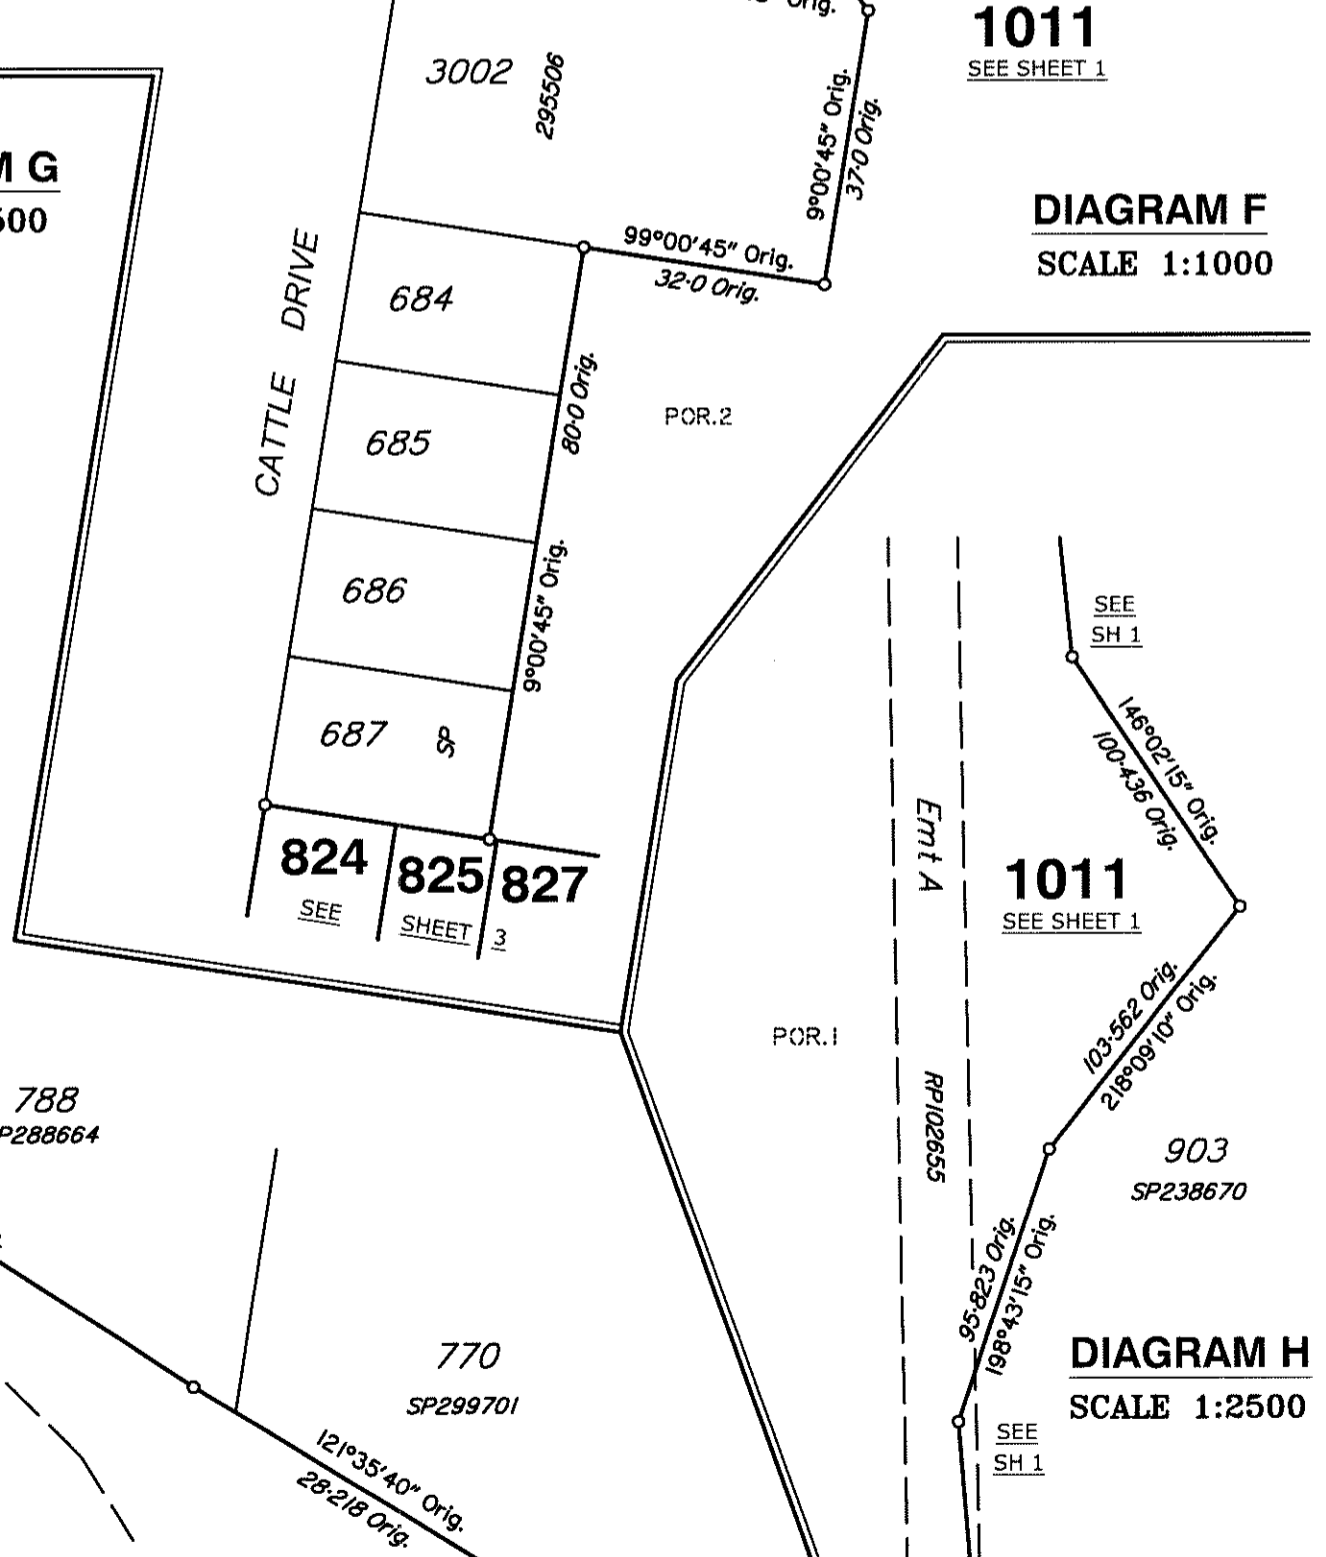 Orig.
1011
SEE SHEET 1
3002
295506
9°00'45" Orig.
37·0 Orig.
M G
DIAGRAM F
SCALE 1:1000
99°00'45" Orig.
32·0 Orig.
CATTLE DRIVE
684
80·0 Orig.
685
POR.2
686
9°00'45" Orig.
687
SP
824
825
827
SEE
SHEET
3
SEE
SH 1
146°02'15" Orig.
100·436 Orig.
Emt A
1011
SEE SHEET 1
103·562 Orig.
218°09'10" Orig.
POR.1
RP102655
788
P288664
903
SP238670
95·823 Orig.
198°43'15" Orig.
DIAGRAM H
SCALE 1:2500
770
SP299701
SEE
SH 1
121°35'40" Orig.
28·218 Orig.